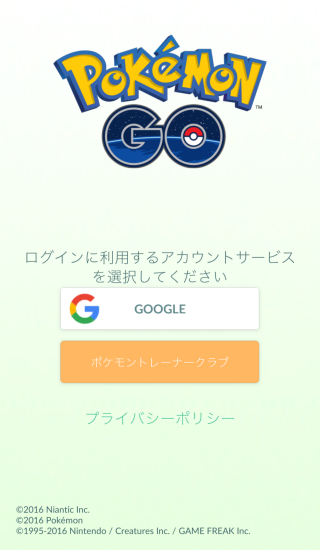 POKéMON
™
GO
ログインに利用するアカウントサービス
を選択してください
GOOGLE
ポケモントレーナークラブ
プライバシーポリシー
©2016 Niantic Inc.
©2016 Pokémon
©1995-2016 Nintendo / Creatures Inc. / GAME FREAK Inc.